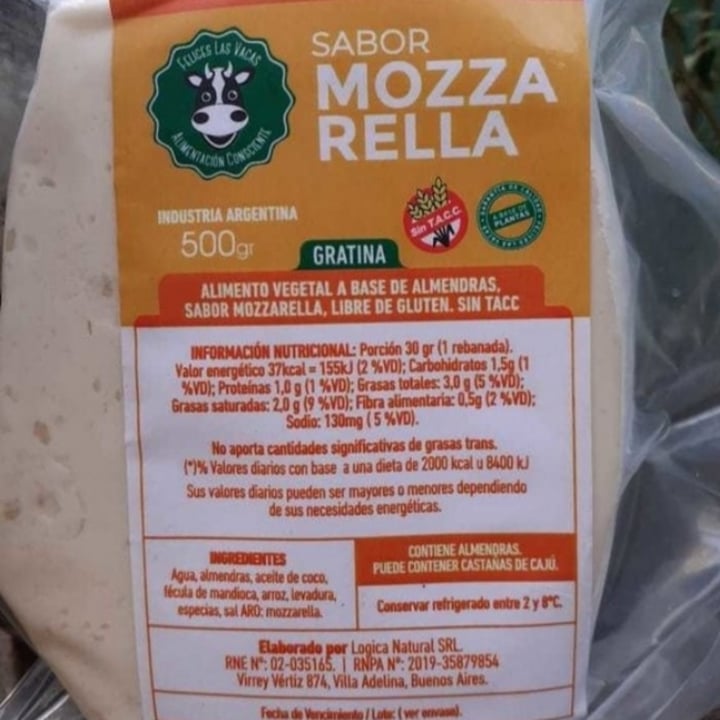 FELICES LAS VACAS
ALIMENTACIÓN CONSCIENTE
SABOR
MOZZA
RELLA
INDUSTRIA ARGENTINA
500gr
Sin T.A.C.C.
A BASE DE
PLANTAS
GRATINA
ALIMENTO VEGETAL A BASE DE ALMENDRAS,
SABOR MOZZARELLA, LIBRE DE GLUTEN. SIN TACC
INFORMACIÓN NUTRICIONAL: Porción 30 gr (1 rebanada).
Valor energético 37kcal = 155kJ (2 %VD); Carbohidratos 1,5g (1
%VD); Proteínas 1,0 g (1 %VD); Grasas totales: 3,0 g (5 %VD);
Grasas saturadas: 2,0 g (9 %VD); Fibra alimentaria: 0,5g (2 %VD);
Sodio: 130mg ( 5 %VD).
No aporta cantidades significativas de grasas trans.
(*)% Valores diarios con base a una dieta de 2000 kcal u 8400 kJ
Sus valores diarios pueden ser mayores o menores dependiendo
de sus necesidades energéticas.
INGREDIENTES
Agua, almendras, aceite de coco,
fécula de mandioca, arroz, levadura,
especias, sal ARO: mozzarella.
CONTIENE ALMENDRAS.
PUEDE CONTENER CASTAÑAS DE CAJÚ.
Conservar refrigerado entre 2 y 8°C.
Elaborado por Logica Natural SRL.
RNE N°: 02-035165. | RNPA N°: 2019-35879854
Virrey Vértiz 874, Villa Adelina, Buenos Aires.
Fecha de Vencimiento / Lote: ( ver envase).